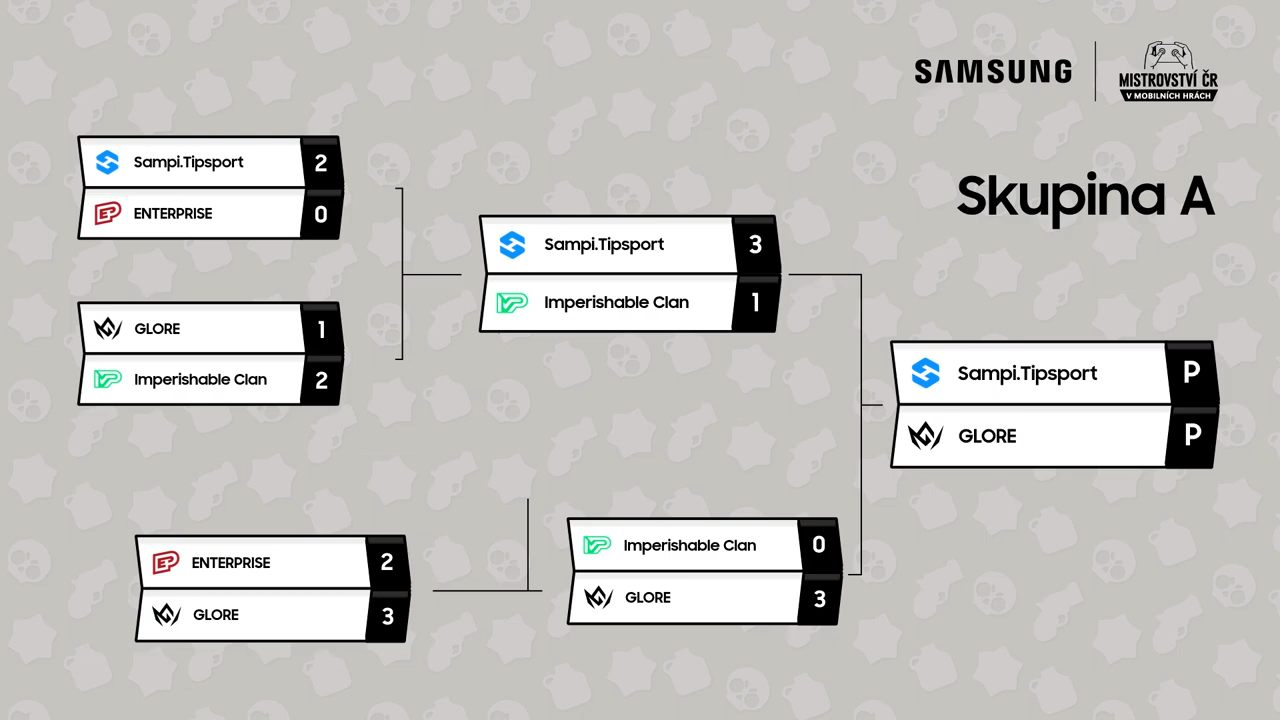 SAMSUNG
MISTROVSTVÍ ČR
V MOBILNÍCH HRÁCH
Skupina A
Sampi.Tipsport 2
ENTERPRISE 0
GLORE 1
Imperishable Clan 2
Sampi.Tipsport 3
Imperishable Clan 1
Sampi.Tipsport P
GLORE P
ENTERPRISE 2
GLORE 3
Imperishable Clan 0
GLORE 3